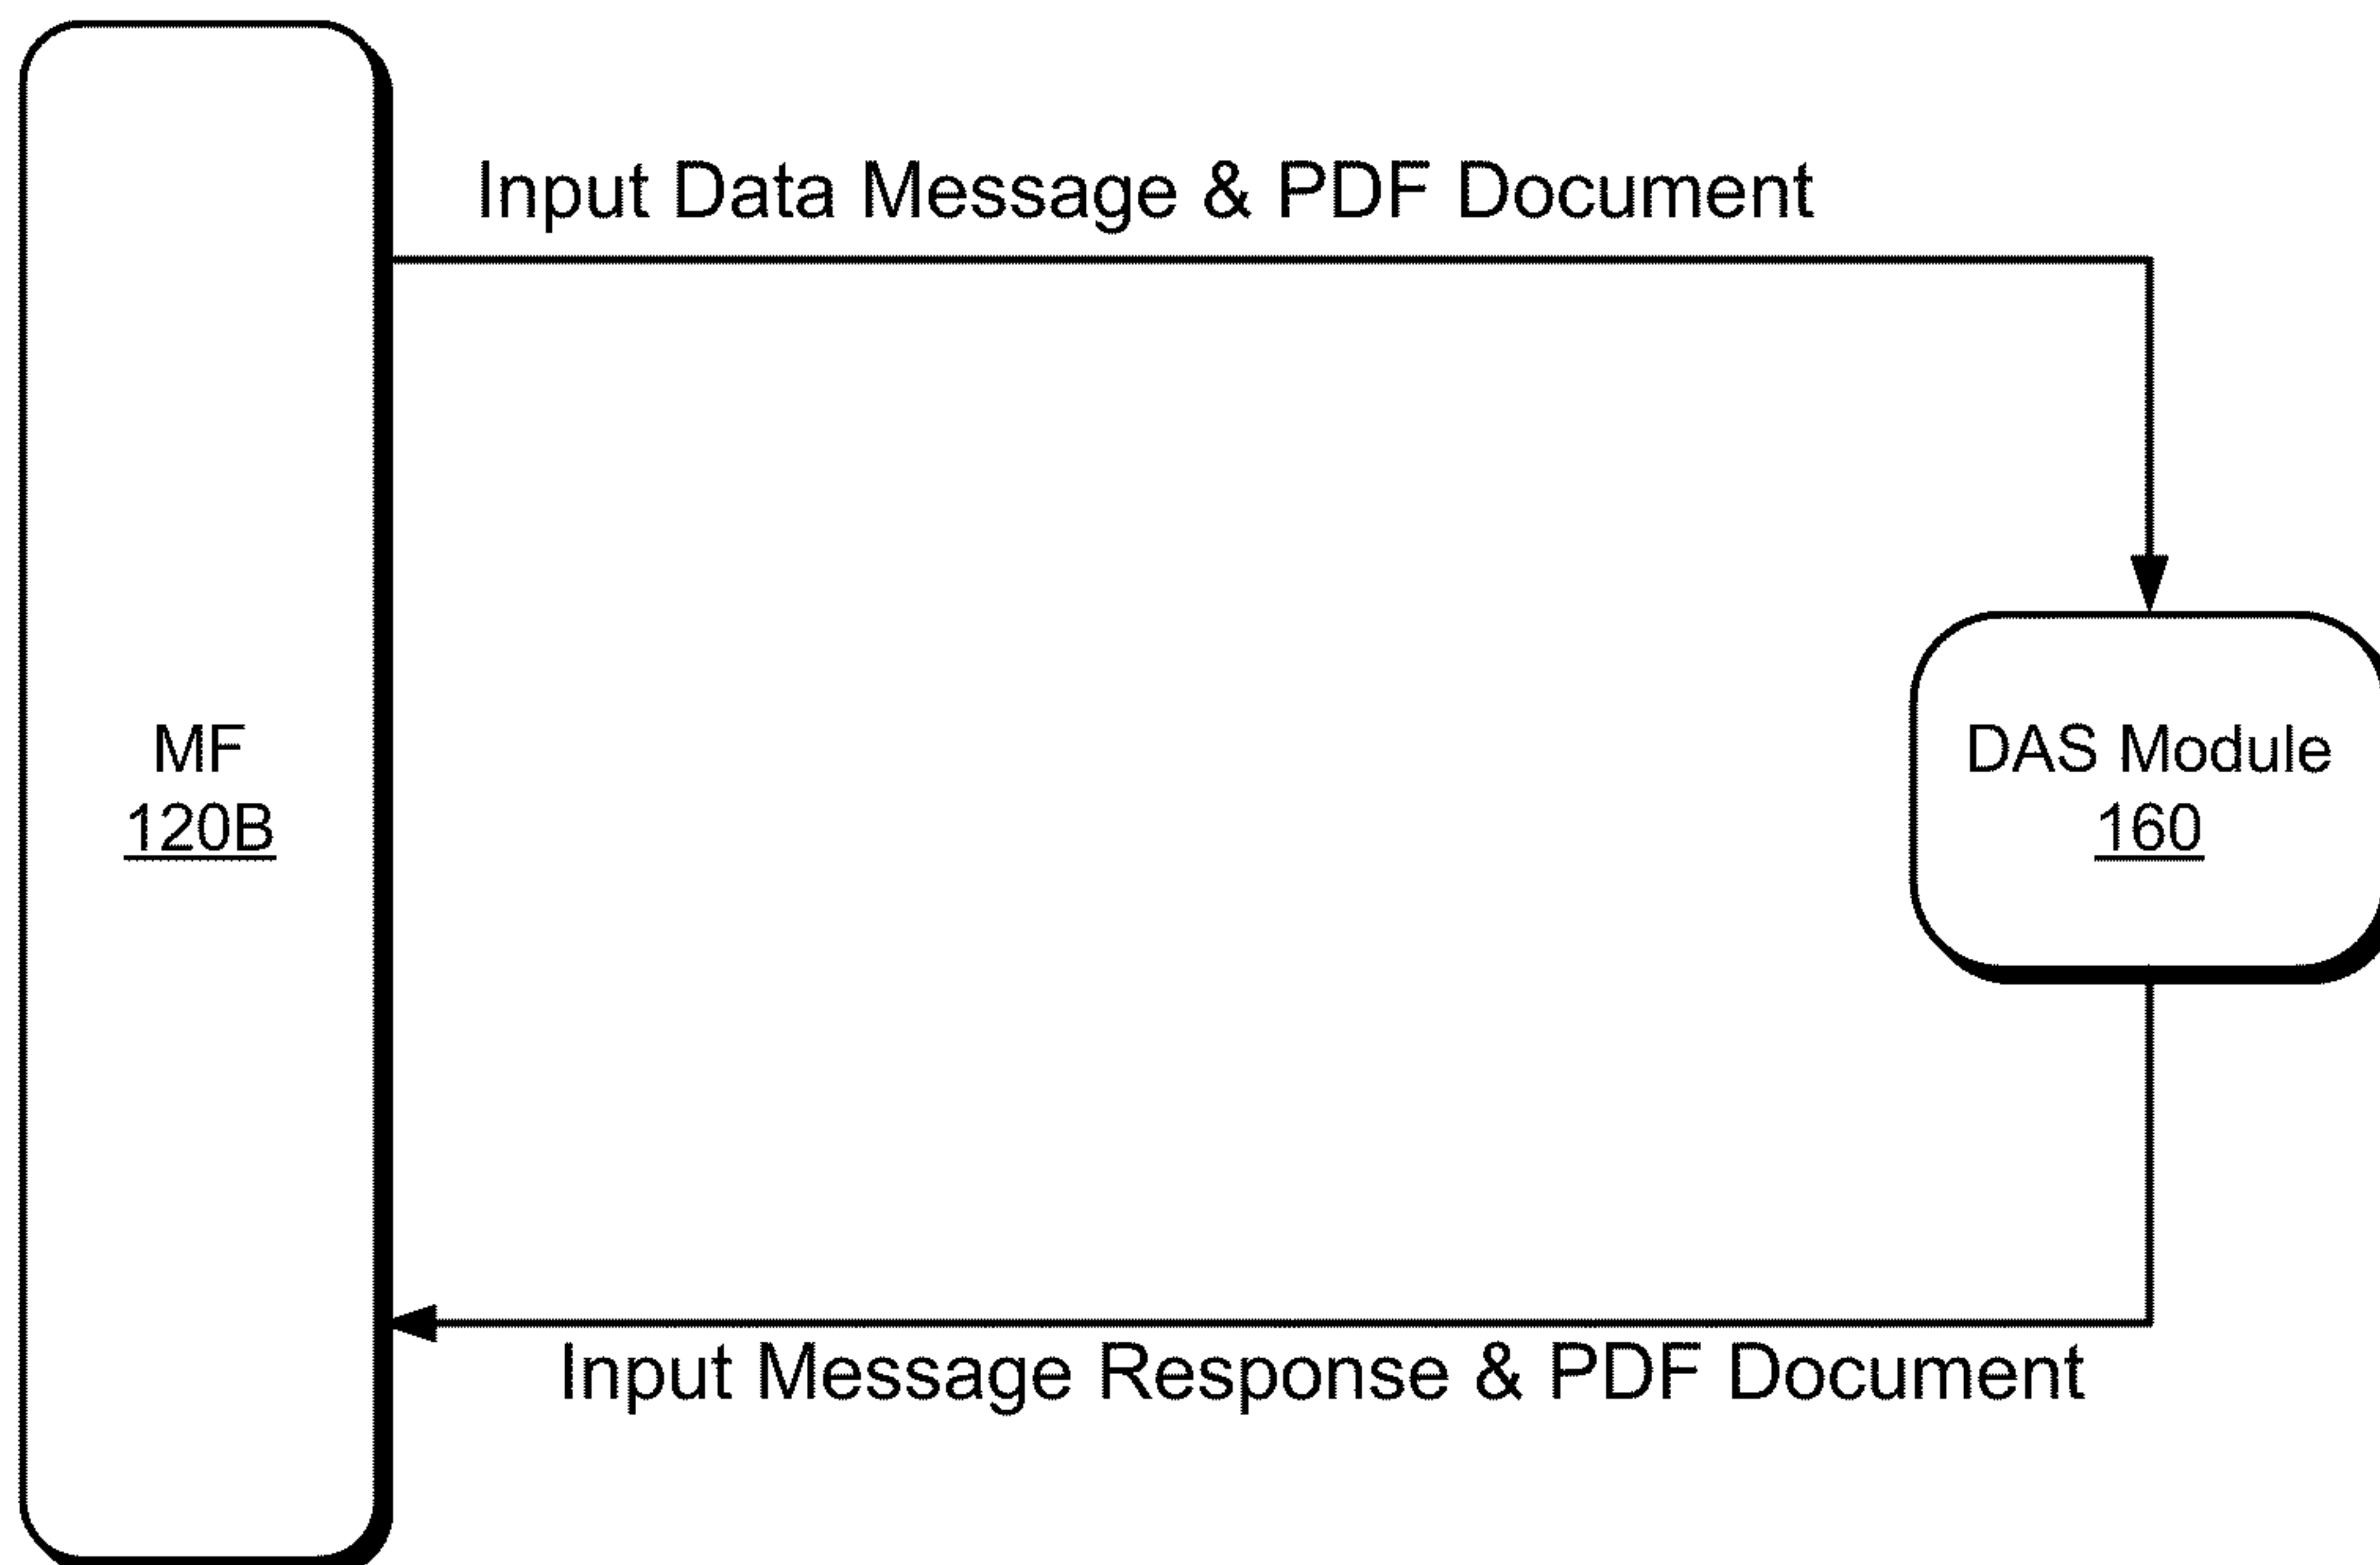 Input Data Message & PDF Document
MF
120B
DAS Module
160
Input Message Response & PDF Document